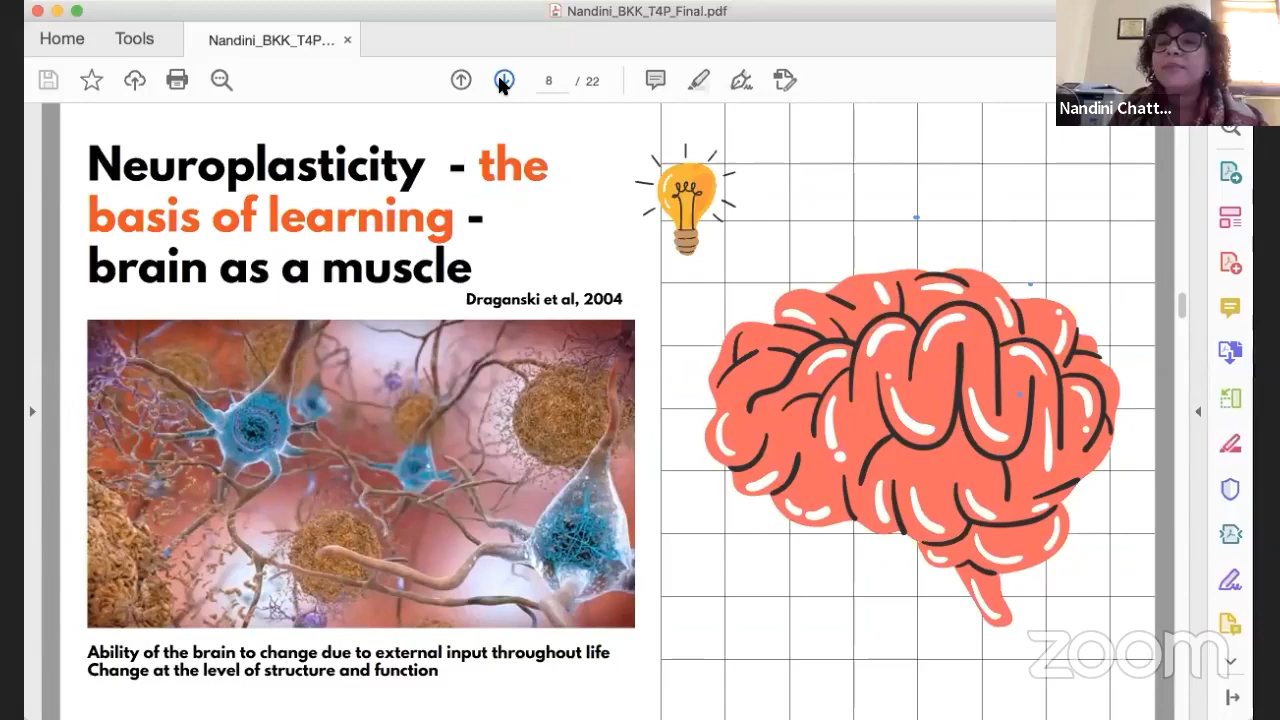 Nandini_BKK_T4P_Final.pdf
Home
Tools
Nandini_BKK_T4P... ×
8 / 22
Nandini Chatt...
Neuroplasticity - the
basis of learning -
brain as a muscle
Draganski et al, 2004
Ability of the brain to change due to external input throughout life
Change at the level of structure and function
zoom